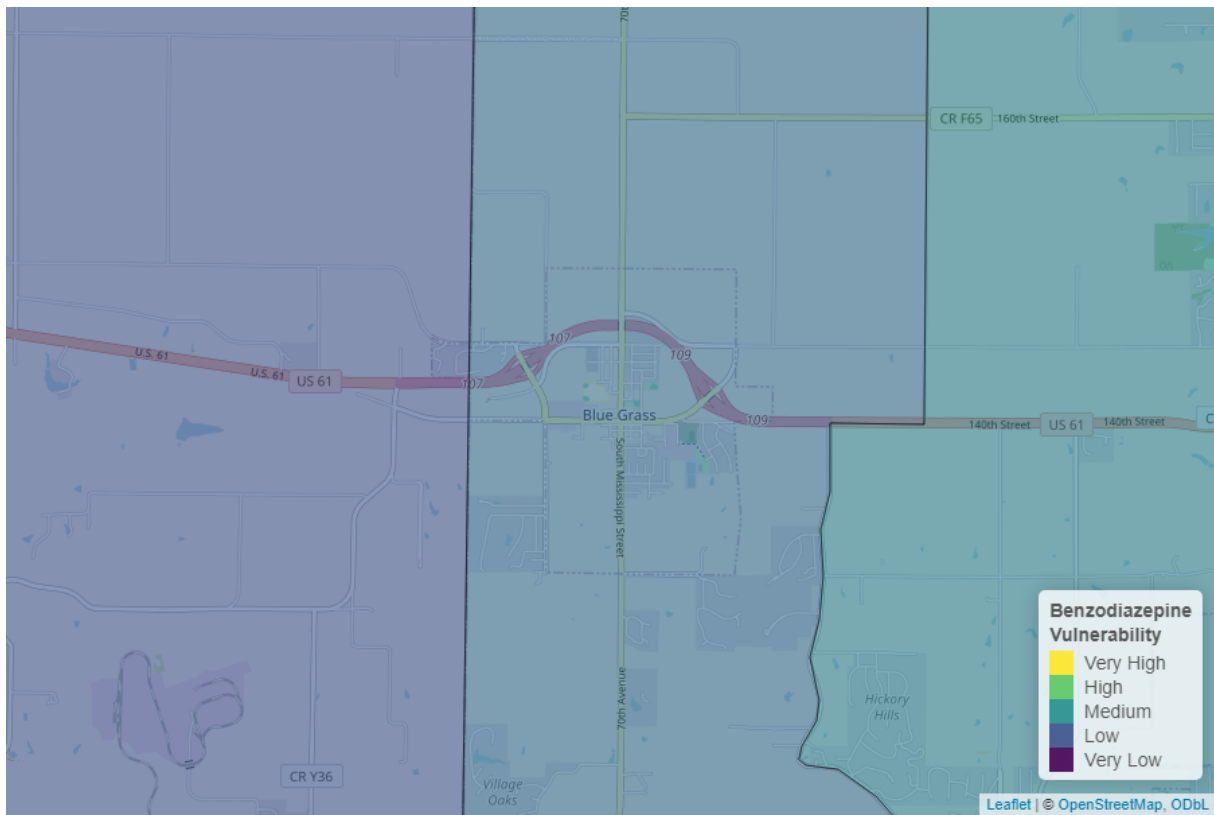 70th
CR F65
160th Street
107
U.S. 61
109
U.S. 61
US 61
107
Blue Grass
109
140th Street
US 61
140th Street
C
South Mississippi Street
70th Avenue
Hickory
Hills
CR Y36
Village
Oaks
Benzodiazepine
Vulnerability
Very High
High
Medium
Low
Very Low
Leaflet | © OpenStreetMap, ODbL